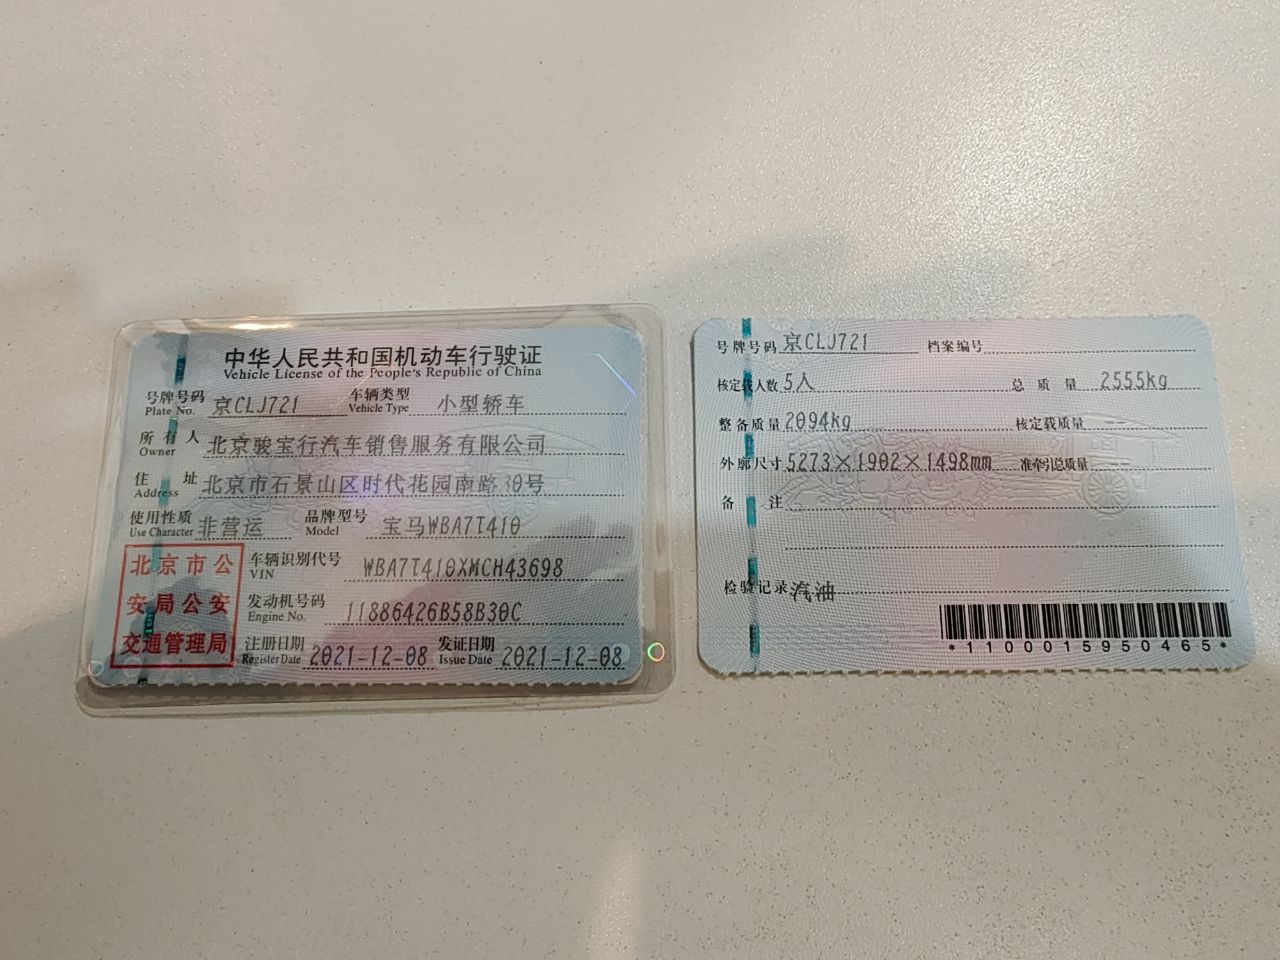 中华人民共和国机动车行驶证
Vehicle License of the People's Republic of China
号牌号码 京CLJ721 车辆类型 小型轿车
Plate No. Vehicle Type
所有人 北京骏宝行汽车销售服务有限公司
Owner
住址 北京市石景山区时代花园南路30号
Address
使用性质 非营运 品牌型号 宝马WBA7T410
Use Character Model
北京市公
安局公安
交通管理局
车辆识别代号 WBA7T410XMCH43698
VIN
发动机号码 11886426B58B30C
Engine No.
注册日期 2021-12-08 发证日期 2021-12-08
Register Date Issue Date
号牌号码 京CLJ721 档案编号
核定载人数 5人 总质量 2555kg
整备质量 2094kg 核定载质量 --
外廓尺寸 5273×1902×1498mm 准牵引总质量 --
备注
检验记录 汽油
*1100015950465*